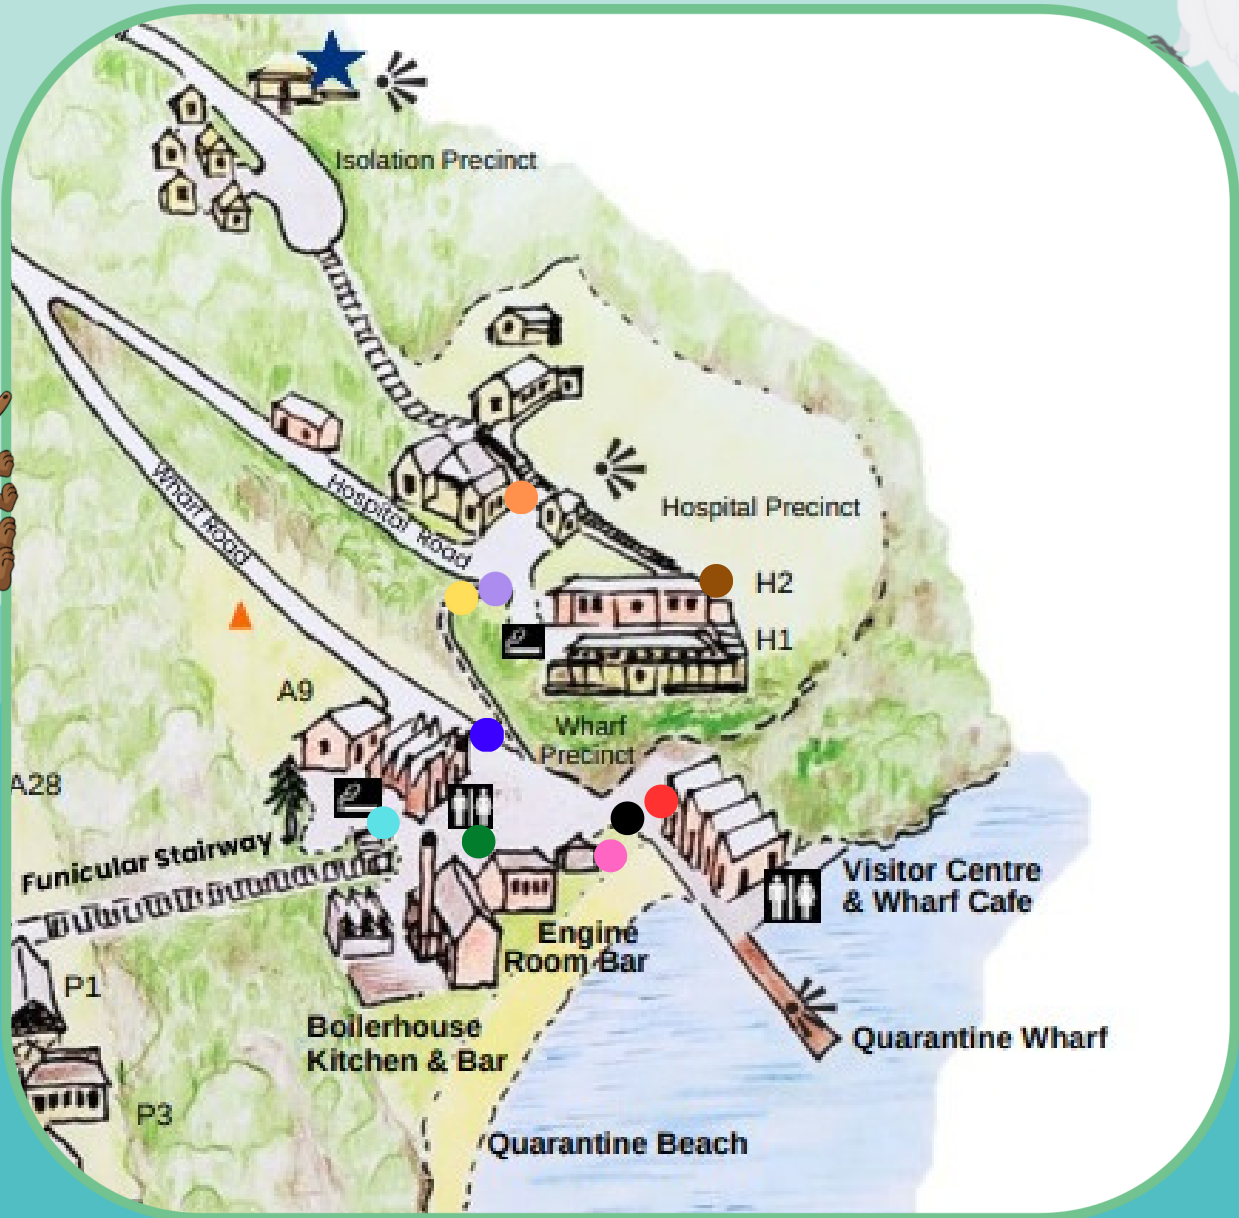 Isolation Precinct
Hospital Road
Wharf Road
Hospital Precinct
H2
H1
A9
Wharf
Precinct
A28
Funicular Stairway
Visitor Centre
& Wharf Cafe
Engine
Room Bar
P1
Boilerhouse
Kitchen & Bar
Quarantine Wharf
P3
Quarantine Beach